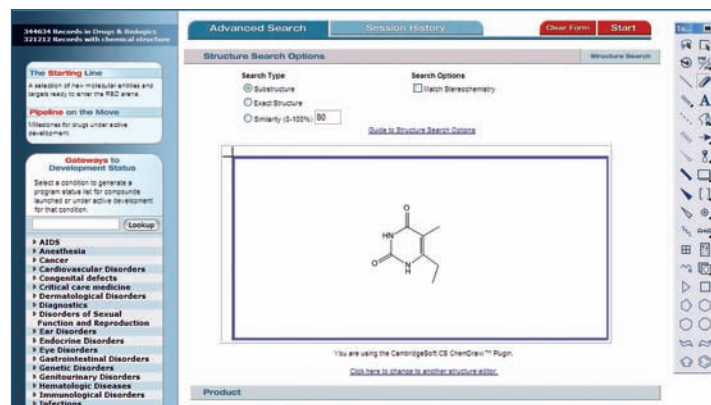 344634 Records in Drugs & Biologics
321212 Records with chemical structure
The Starting Line
A selection of new molecular entities and
targets ready to enter the R&D arena.
Pipeline on the Move
Milestones for drugs under active
development.
Gateways to
Development Status
Select a condition to generate a
program status list for compounds
launched or under active development
for that condition.
Lookup
AIDS
Anesthesia
Cancer
Cardiovascular Disorders
Congenital defects
Critical care medicine
Dermatological Disorders
Diagnostics
Disorders of Sexual
Function and Reproduction
Ear Disorders
Endocrine Disorders
Eye Disorders
Gastrointestinal Disorders
Genetic Disorders
Genitourinary Disorders
Hematologic Diseases
Immunological Disorders
Infections
Advanced Search
Session History
Clear Form
Start
Structure Search Options
Structure Search
Search Type
Substructure
Exact Structure
Similarity (0-100%) 80
Search Options
Match Stereochemistry
Guide to Structure Search Options
O
HN
O
N
H
You are using the CambridgeSoft CS ChemDraw™ Plugin.
Click here to change to another structure editor.
Product
To...
A